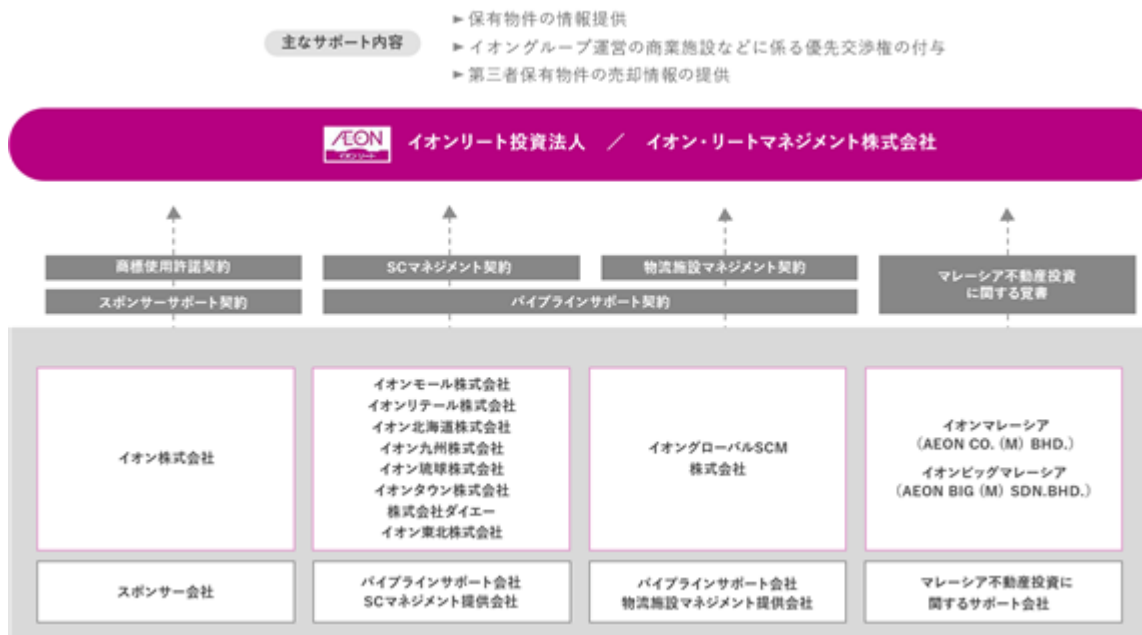 主なサポート内容
► 保有物件の情報提供
► イオングループ運営の商業施設などに係る優先交渉権の付与
► 第三者保有物件の売却情報の提供
ÆON
イオンリート
イオンリート投資法人 ／ イオン・リートマネジメント株式会社
商標使用許諾契約
SCマネジメント契約
物流施設マネジメント契約
マレーシア不動産投資
に関する覚書
スポンサーサポート契約
パイプラインサポート契約
イオン株式会社
イオンモール株式会社
イオンリテール株式会社
イオン北海道株式会社
イオン九州株式会社
イオン琉球株式会社
イオンタウン株式会社
株式会社ダイエー
イオン東北株式会社
イオングローバルSCM
株式会社
イオンマレーシア
(AEON CO. (M) BHD.)
イオンビッグマレーシア
(AEON BIG (M) SDN.BHD.)
スポンサー会社
パイプラインサポート会社
SCマネジメント提供会社
パイプラインサポート会社
物流施設マネジメント提供会社
マレーシア不動産投資に
関するサポート会社